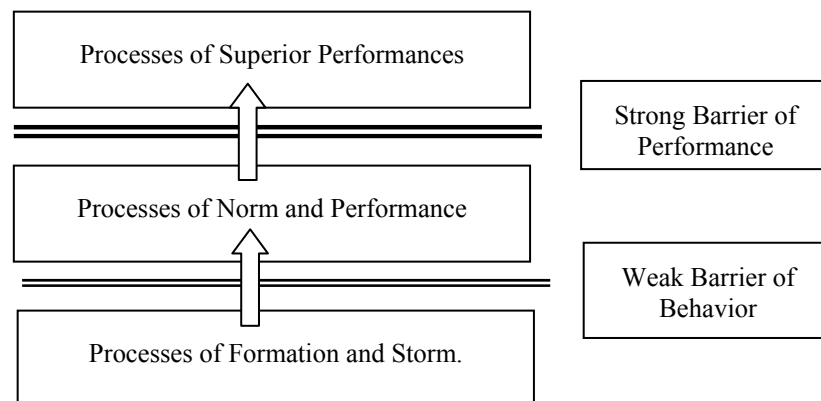 Processes of Superior Performances
Strong Barrier of
Performance
Processes of Norm and Performance
Weak Barrier of
Behavior
Processes of Formation and Storm.